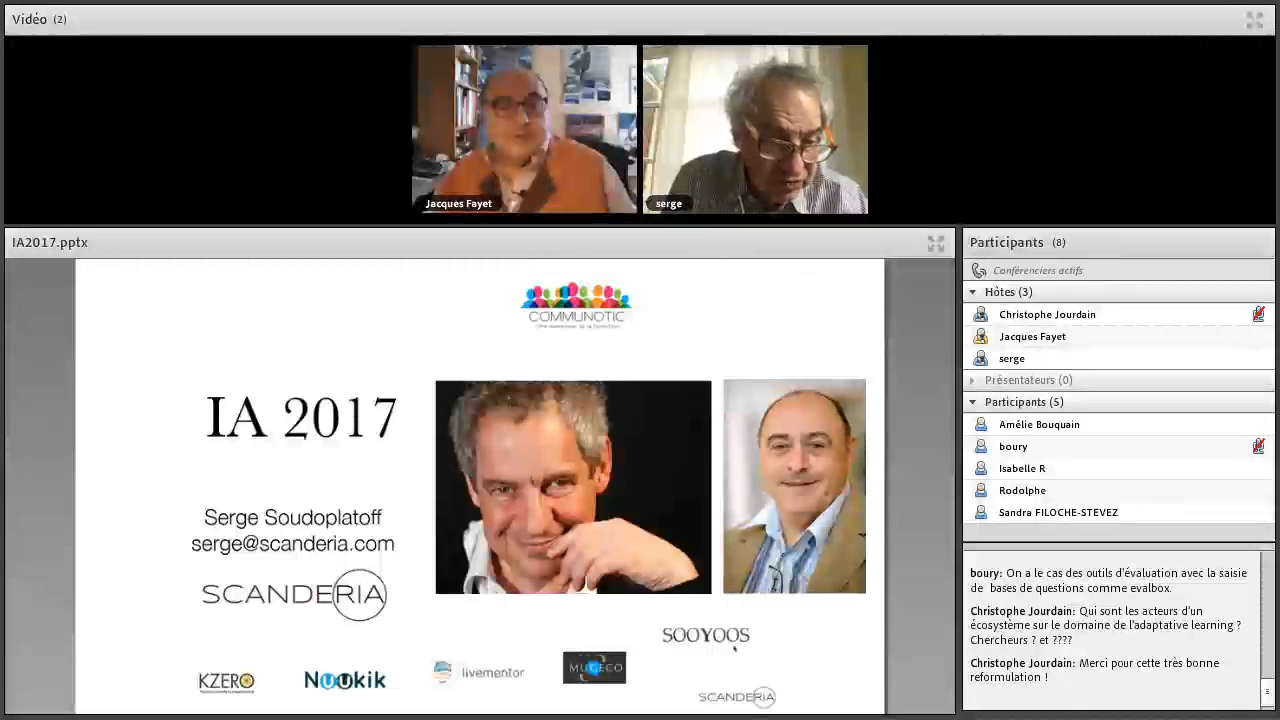 Vidéo (2)
Jacques Fayet
serge
IA2017.pptx
COMMUNOTIC
IA 2017
Serge Soudoplatoff
serge@scanderia.com
SCANDERIA
SOOYOOS
KZERO
Nuukik
livementor
MUGECO
SCANDERIA
Participants (8)
Conférenciers actifs
Hôtes (3)
Christophe Jourdain
Jacques Fayet
serge
Présentateurs (0)
Participants (5)
Amélie Bouquain
boury
Isabelle R
Rodolphe
Sandra FILOCHE-STEVEZ
boury: On a le cas des outils d'évaluation avec la saisie
de bases de questions comme evalbox.
Christophe Jourdain: Qui sont les acteurs d'un
écosystème sur le domaine de l'adaptative learning ?
Chercheurs ? et ????
Christophe Jourdain: Merci pour cette très bonne
reformulation !